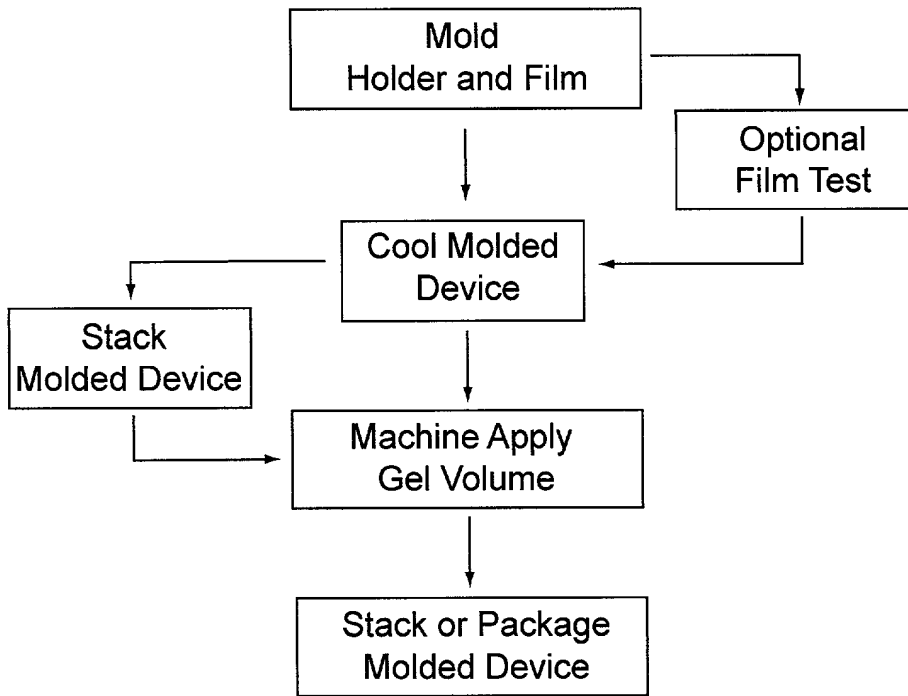 Mold
Holder and Film
Optional
Film Test
Cool Molded
Device
Stack
Molded Device
Machine Apply
Gel Volume
Stack or Package
Molded Device